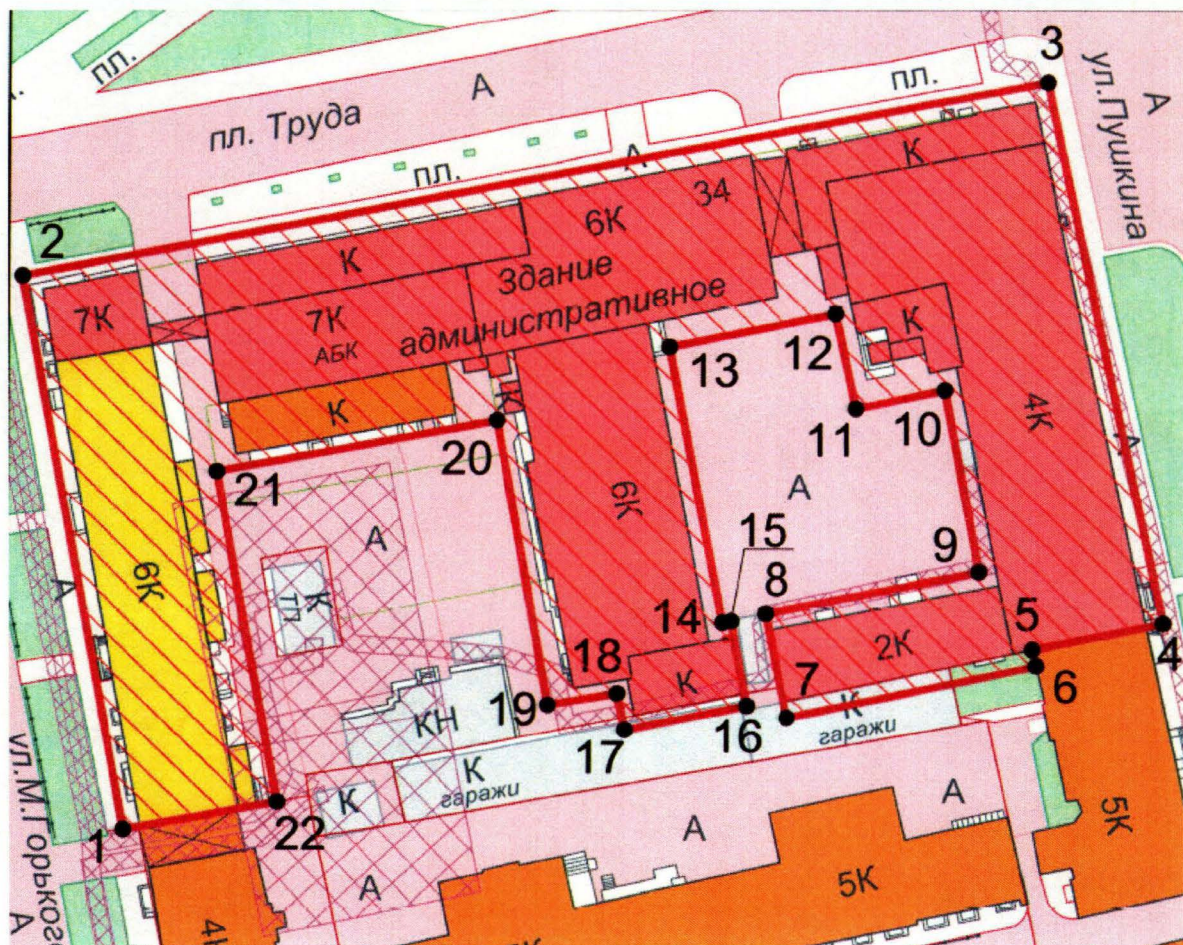 3
ул.Пушкина
А
пл.
пл.
А
пл. Труда
А
пл.
К
34
6К
2
К
Здание
административное
7К
7К
АБК
К
12
13
К
К
11
10
4К
20
21
К
А
А
А
6К
15
9
К
ТП
8
6К
14
5
18
2К
4
6
К
7
19
КН
К
16
17
гаражи
К
гаражи
К
1
22
А
А
5К
ул.М.Горького
А
5К
А